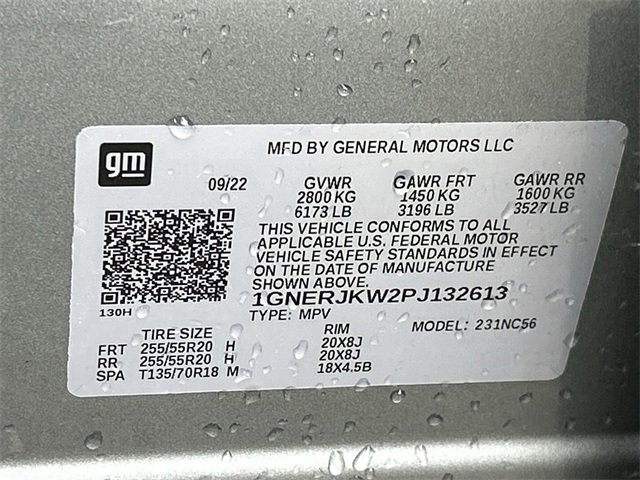 gm
MFD BY GENERAL MOTORS LLC
09/22 GVWR GAWR FRT GAWR RR
2800 KG 1450 KG 1600 KG
6173 LB 3196 LB 3527 LB
THIS VEHICLE CONFORMS TO ALL
APPLICABLE U.S. FEDERAL MOTOR
VEHICLE SAFETY STANDARDS IN EFFECT
ON THE DATE OF MANUFACTURE
SHOWN ABOVE.
1GNERJKW2PJ132613
130H
TYPE: MPV MODEL: 231NC56
TIRE SIZE RIM
FRT 255/55R20 H 20X8J
RR 255/55R20 H 20X8J
SPA T135/70R18 M 18X4.5B